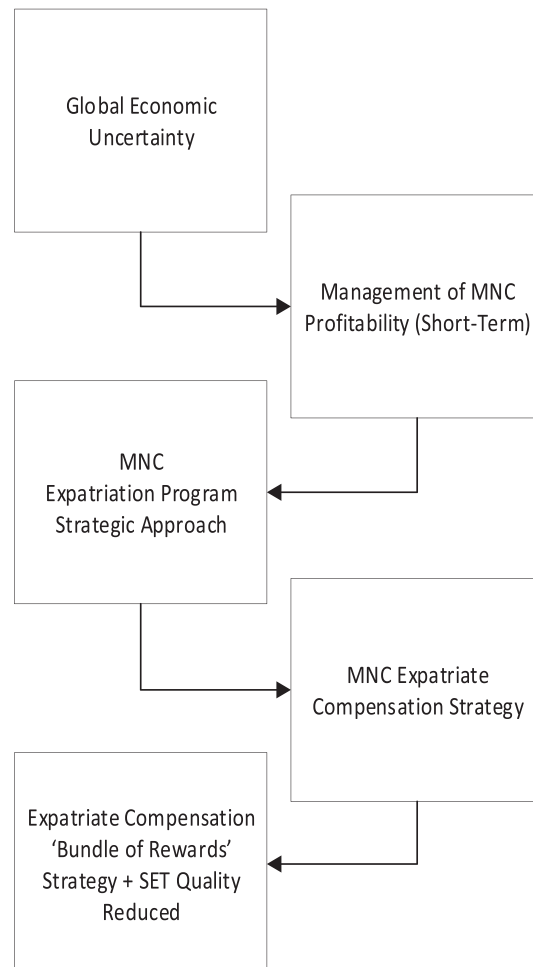 Global Economic
Uncertainty
Management of MNC
Profitability (Short-Term)
MNC
Expatriation Program
Strategic Approach
MNC Expatriate
Compensation Strategy
Expatriate Compensation
‘Bundle of Rewards’
Strategy + SET Quality
Reduced